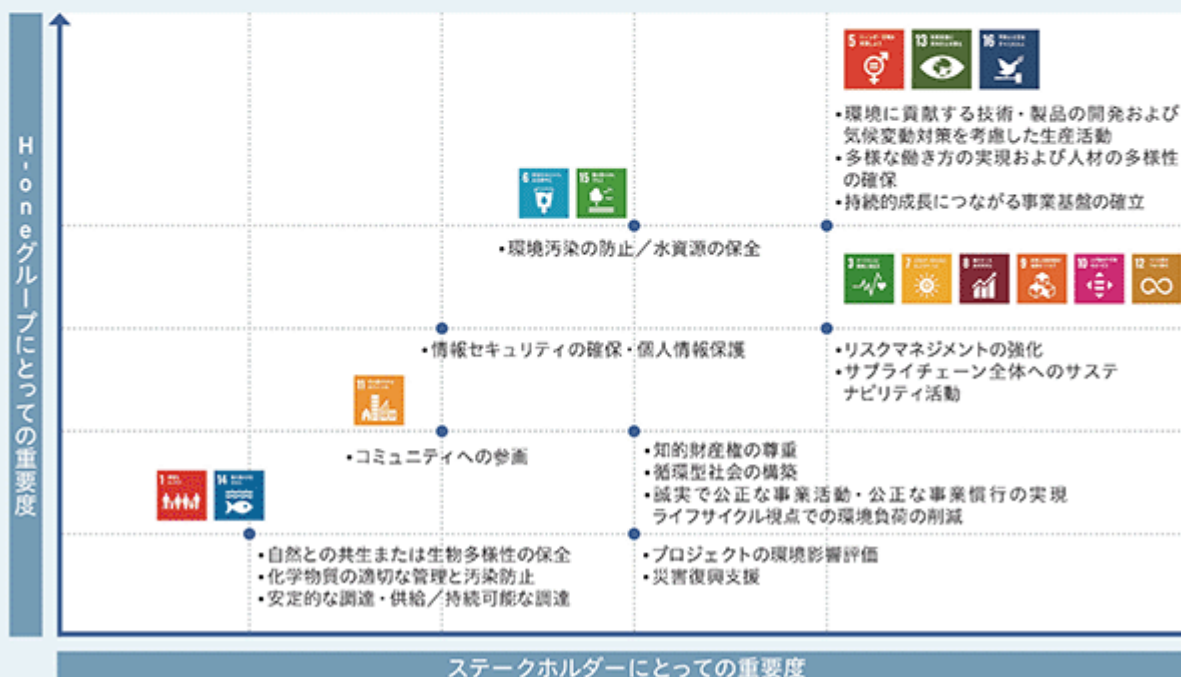 H-oneグループにとっての重要度
5
13
16
•環境に貢献する技術・製品の開発および
気候変動対策を考慮した生産活動
•多様な働き方の実現および人材の多様性
の確保
•持続的成長につながる事業基盤の確立
6
15
•環境汚染の防止／水資源の保全
3
7
8
9
10
12
•情報セキュリティの確保・個人情報保護
•リスクマネジメントの強化
•サプライチェーン全体へのサステ
ナビリティ活動
11
•コミュニティへの参画
•知的財産権の尊重
•循環型社会の構築
•誠実で公正な事業活動・公正な事業慣行の実現
ライフサイクル視点での環境負荷の削減
1
14
•自然との共生または生物多様性の保全
•化学物質の適切な管理と汚染防止
•安定的な調達・供給／持続可能な調達
•プロジェクトの環境影響評価
•災害復興支援
ステークホルダーにとっての重要度